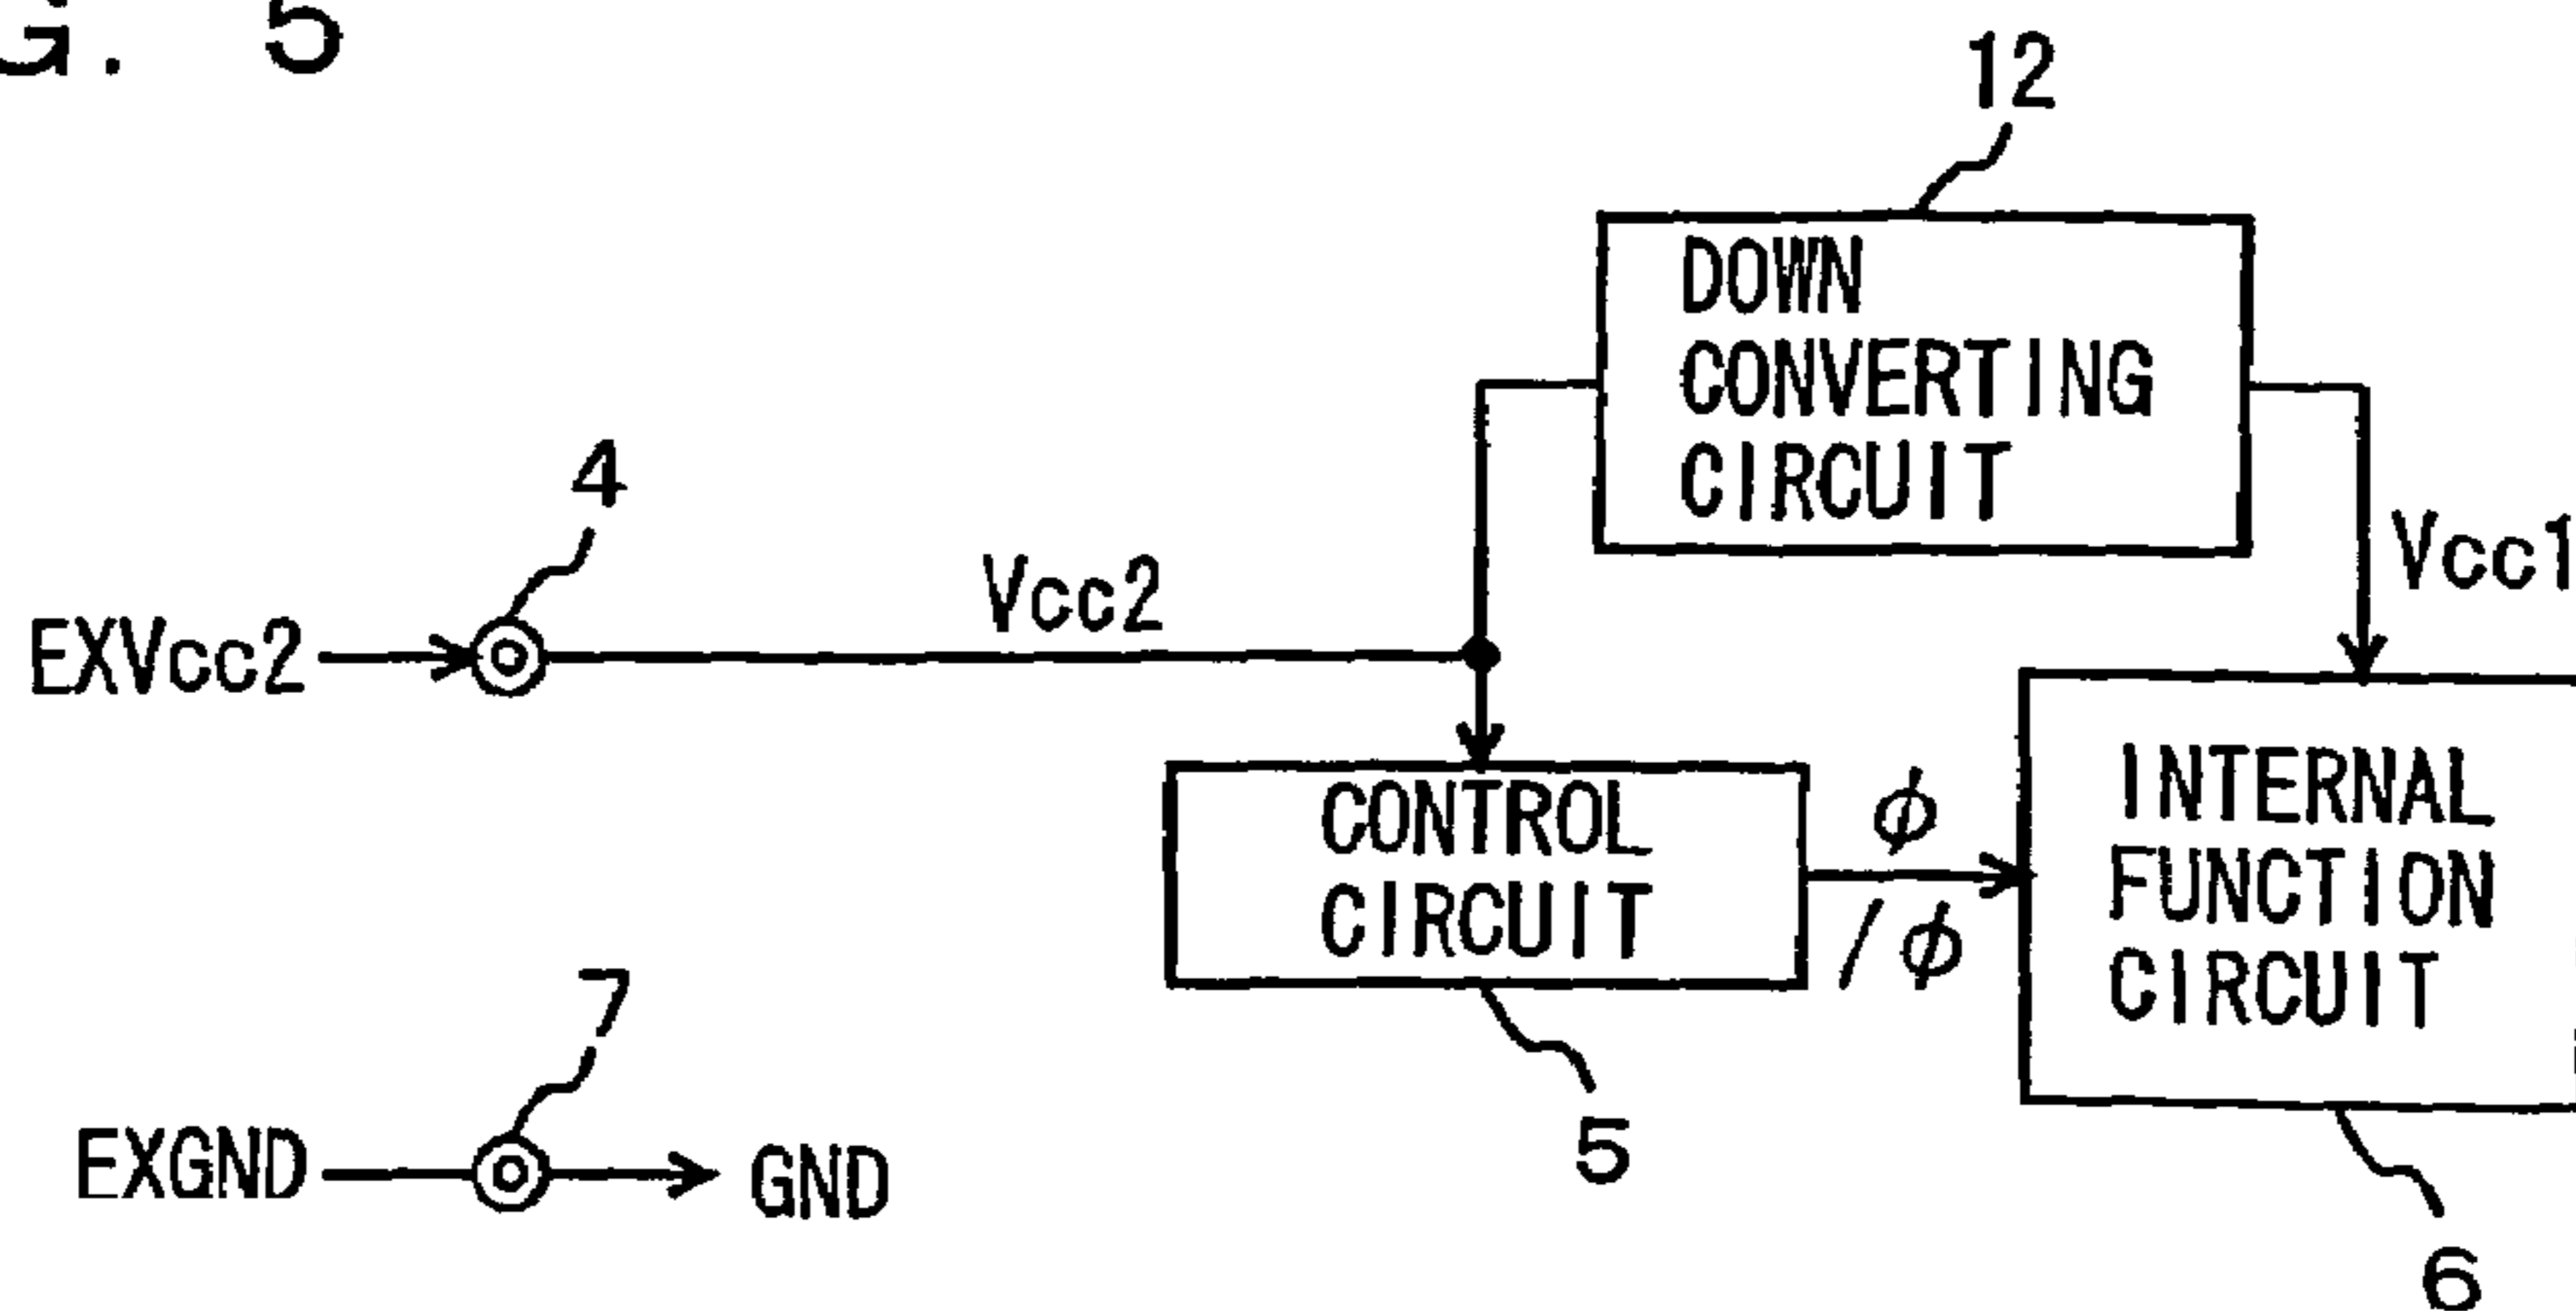 G. 5
12
DOWN
CONVERTING
CIRCUIT
4
Vcc2
Vcc1
EXVcc2
CONTROL
CIRCUIT
ϕ
/ϕ
INTERNAL
FUNCTION
CIRCUIT
7
5
EXGND
GND
6